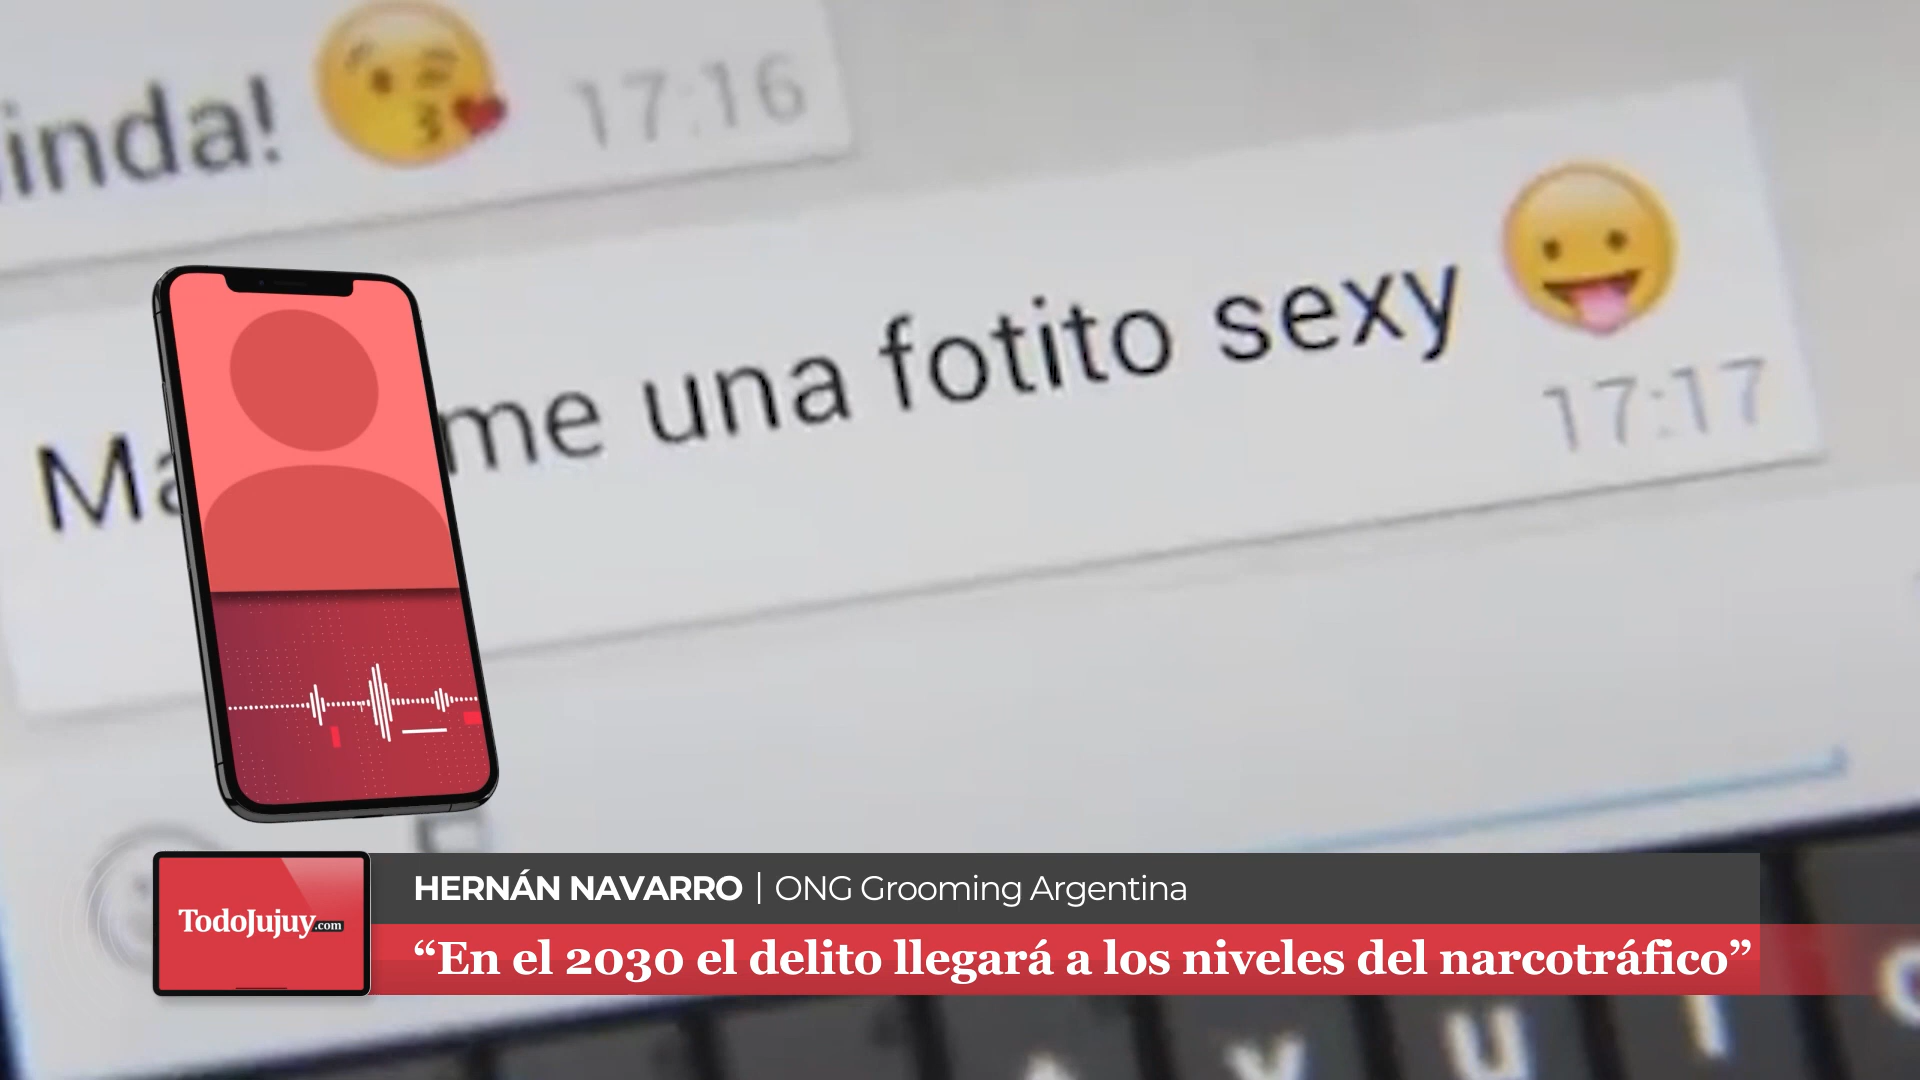 inda! 😘 17:16
me una fotito sexy 😛
17:17
HERNÁN NAVARRO | ONG Grooming Argentina
TodoJujuy.com
“En el 2030 el delito llegará a los niveles del narcotráfico”
y u i o